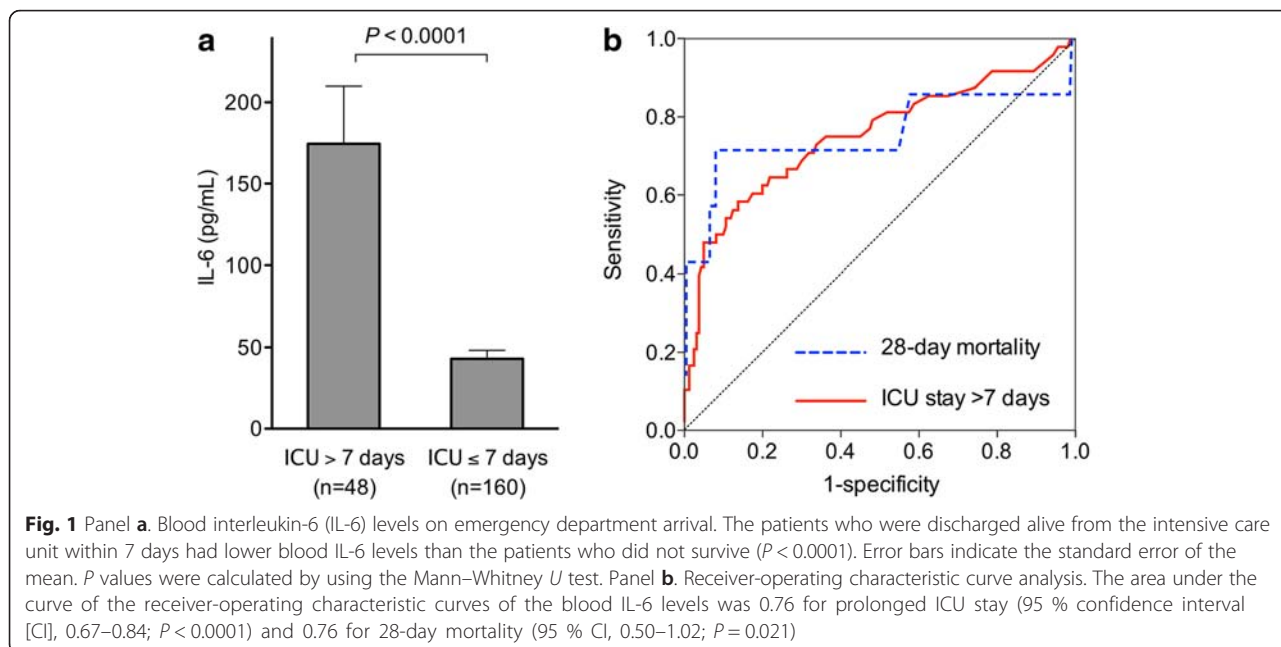 a
P < 0.0001
200
150
100
50
0
IL-6 (pg/mL)
ICU > 7 days
(n=48)
ICU ≤ 7 days
(n=160)
b
1.0
0.8
0.6
0.4
0.2
0.0
Sensitivity
28-day mortality
ICU stay >7 days
0.0
0.2
0.4
0.6
0.8
1.0
1-specificity
Fig. 1 Panel a. Blood interleukin-6 (IL-6) levels on emergency department arrival. The patients who were discharged alive from the intensive care
unit within 7 days had lower blood IL-6 levels than the patients who did not survive (P < 0.0001). Error bars indicate the standard error of the
mean. P values were calculated by using the Mann–Whitney U test. Panel b. Receiver-operating characteristic curve analysis. The area under the
curve of the receiver-operating characteristic curves of the blood IL-6 levels was 0.76 for prolonged ICU stay (95 % confidence interval
[CI], 0.67–0.84; P < 0.0001) and 0.76 for 28-day mortality (95 % CI, 0.50–1.02; P = 0.021)